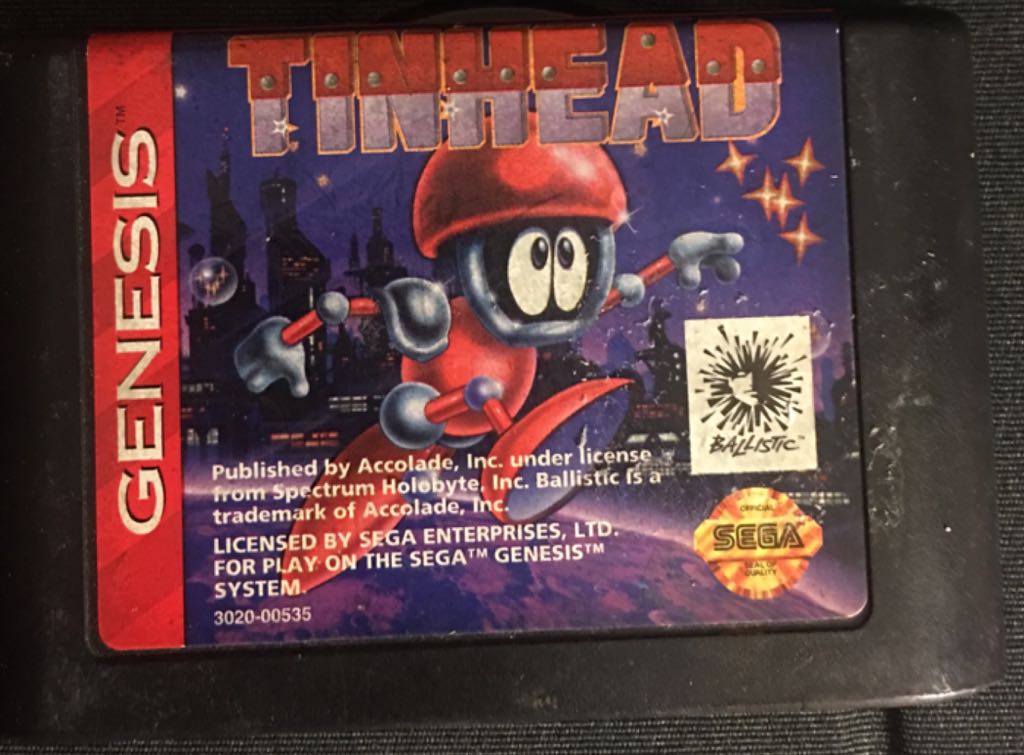 TINHEAD
GENESIS™
BALLISTIC™
Published by Accolade, Inc. under license
from Spectrum Holobyte, Inc. Ballistic is a
trademark of Accolade, Inc.
LICENSED BY SEGA ENTERPRISES, LTD.
FOR PLAY ON THE SEGA™ GENESIS™
SYSTEM.
3020-00535
OFFICIAL
SEGA
SEAL OF
QUALITY